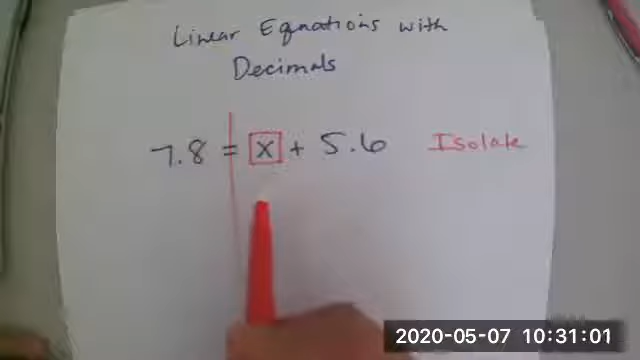 Linear Equations with
Decimals
7.8 = x + 5.6 Isolate
2020-05-07 10:31:01